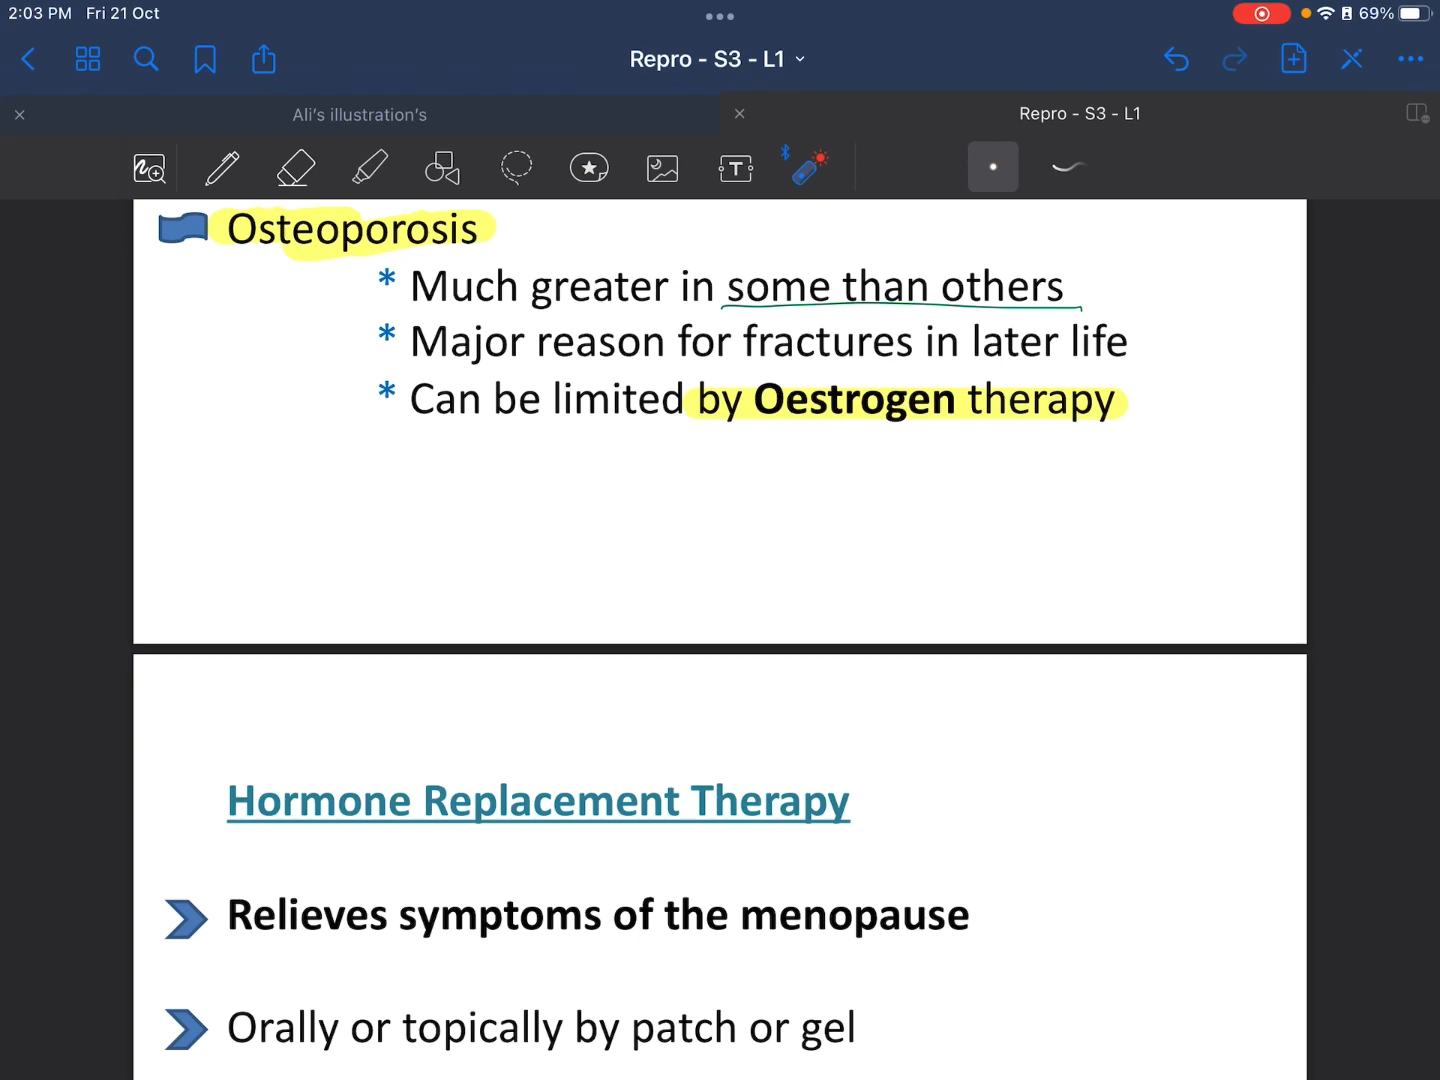 2:03 PM Fri 21 Oct
69%
Repro - S3 - L1
Ali's illustration's
Repro - S3 - L1
Osteoporosis
* Much greater in some than others
* Major reason for fractures in later life
* Can be limited by Oestrogen therapy
Hormone Replacement Therapy
Relieves symptoms of the menopause
Orally or topically by patch or gel